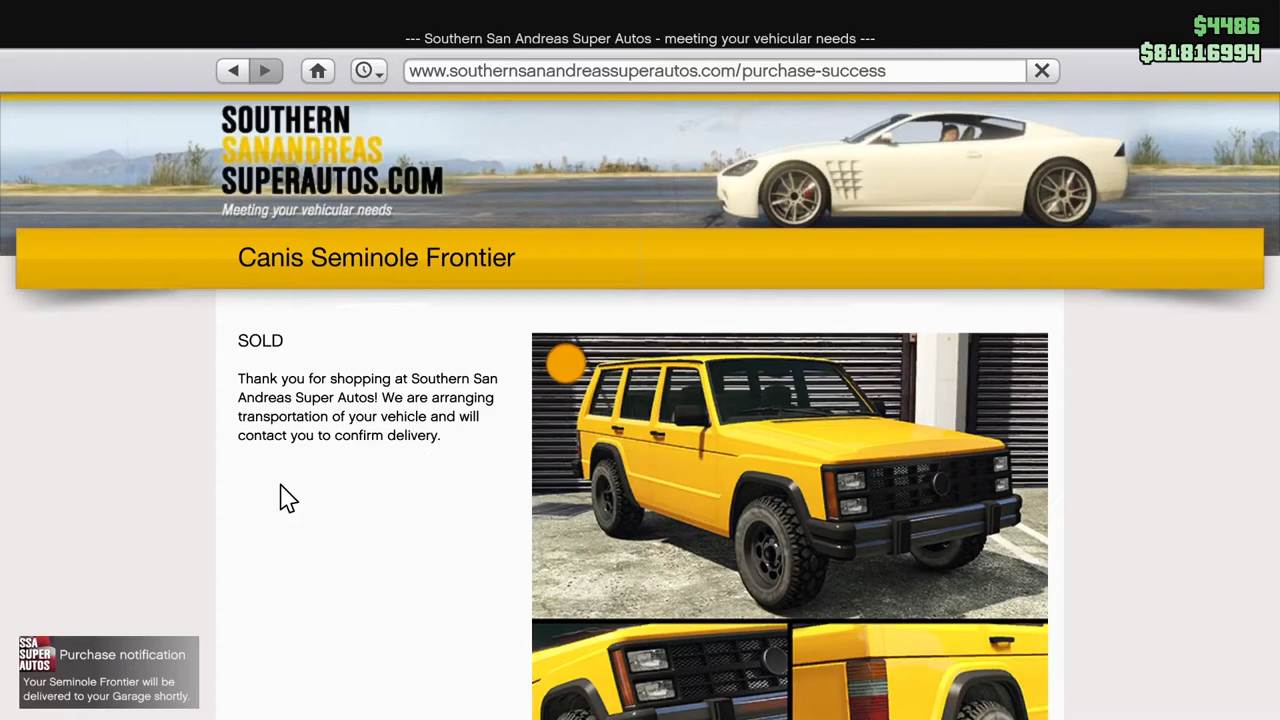 $4486
--- Southern San Andreas Super Autos - meeting your vehicular needs ---
$81816994
www.southernsanandreassuperautos.com/purchase-success
SOUTHERN
SANANDREAS
SUPERAUTOS.COM
Meeting your vehicular needs
Canis Seminole Frontier
SOLD
Thank you for shopping at Southern San
Andreas Super Autos! We are arranging
transportation of your vehicle and will
contact you to confirm delivery.
SSA
SUPER
AUTOS
Purchase notification
Your Seminole Frontier will be
delivered to your Garage shortly.